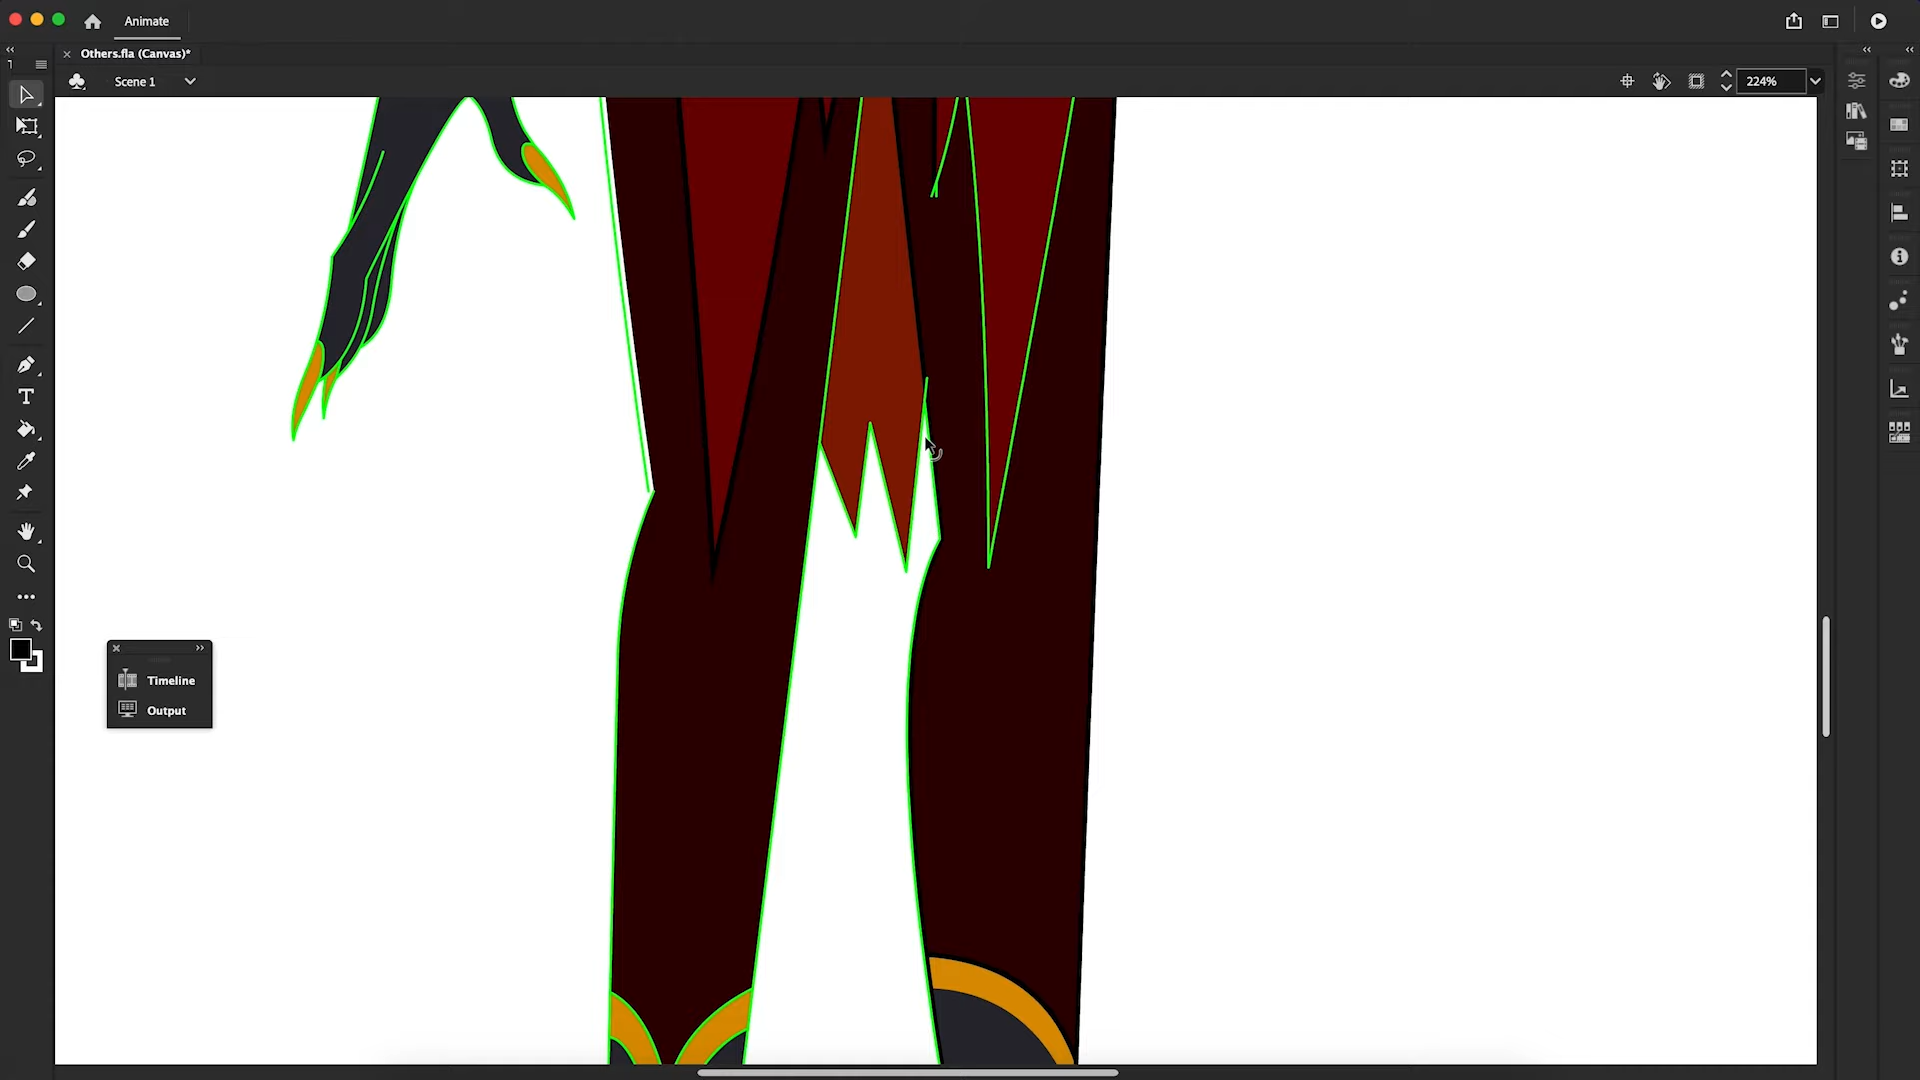 Animate
Others.fla (Canvas)*
Scene 1
224%
Timeline
Output